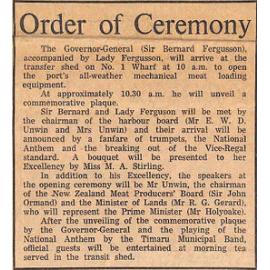 Order of Ceremony
The Governor-General (Sir Bernard Fergusson),
accompanied by Lady Fergusson, will arrive at the
transfer shed on No. 1 Wharf at 10 a.m. to open
the port's all-weather mechanical meat loading
equipment.
At approximately 10.30 a.m. he will unveil a
commemorative plaque.
Sir Bernard and Lady Fergusson will be met by the
chairman of the harbour board (Mr E. W. D.
Unwin and Mrs Unwin) and their arrival will be
announced by a fanfare of trumpets, the National
Anthem and the breaking out of the Vice-Regal
standard. A bouquet will be presented to her
Excellency by Miss M. A. Stirling.
In addition to his Excellency, the speakers at
the opening ceremony will be Mr Unwin, the chairman
of the New Zealand Meat Producers' Board (Sir John
Ormand) and the Minister of Lands (Mr R. G. Gerard),
who will represent the Prime Minister (Mr Holyoake).
After the unveiling of the commemorative plaque
by the Governor-General and the playing of the
National Anthem by the Timaru Municipal Band,
official guests will be entertained at morning tea
served in the transit shed.